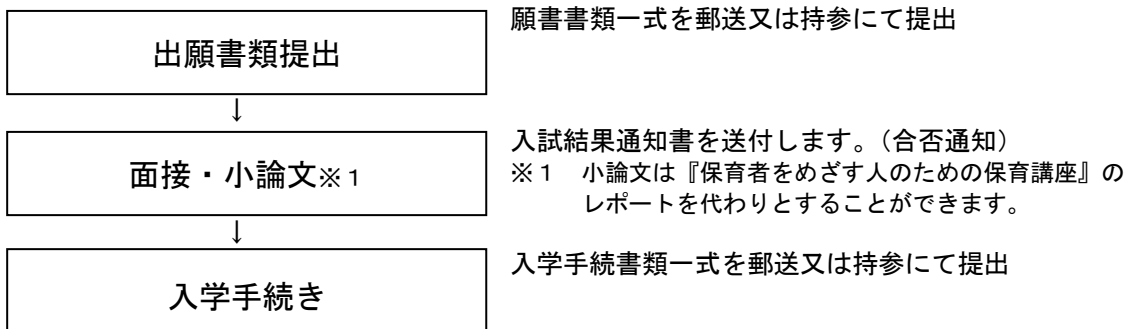 願書書類一式を郵送又は持参にて提出
出願書類提出
↓
入試結果通知書を送付します。（合否通知）
面接・小論文※１
※１　小論文は『保育者をめざす人のための保育講座』の
レポートを代わりとすることができます。
↓
入学手続書類一式を郵送又は持参にて提出
入学手続き